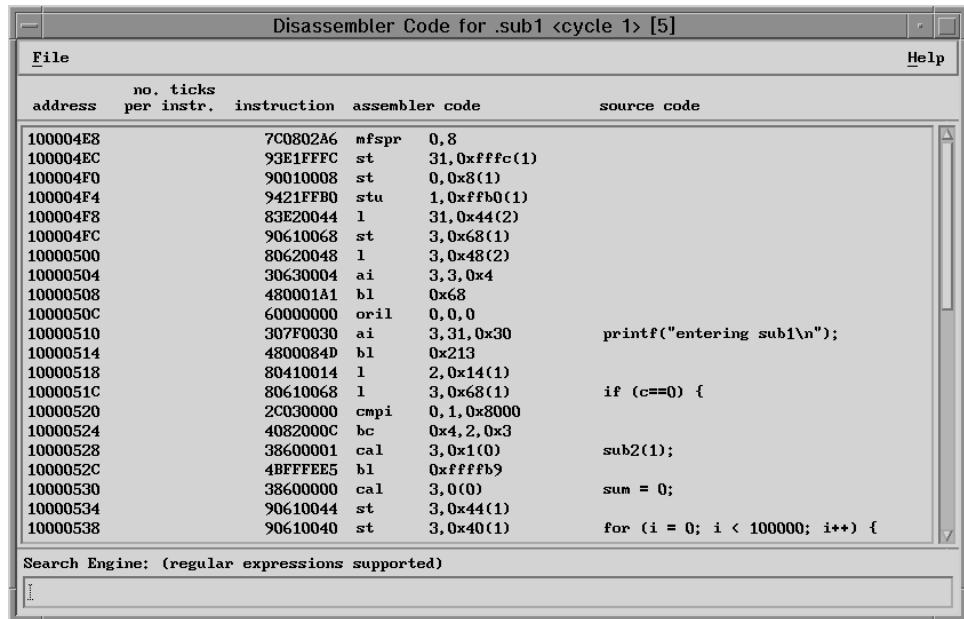 Disassembler Code for .sub1 <cycle 1> [5]
File Help
no. ticks
address per instr. instruction assembler code source code
100004E8 7C0802A6 mfspr 0,8
100004EC 93E1FFFC st 31,0xfffc(1)
100004F0 90010008 st 0,0x8(1)
100004F4 9421FFB0 stu 1,0xffb0(1)
100004F8 83E20044 l 31,0x44(2)
100004FC 90610068 st 3,0x68(1)
10000500 80620048 l 3,0x48(2)
10000504 30630004 ai 3,3,0x4
10000508 480001A1 bl 0x68
1000050C 60000000 oril 0,0,0
10000510 307F0030 ai 3,31,0x30 printf("entering sub1\n");
10000514 4800084D bl 0x213
10000518 80410014 l 2,0x14(1)
1000051C 80610068 l 3,0x68(1) if (c==0) {
10000520 2C030000 cmpi 0,1,0x8000
10000524 4082000C bc 0x4,2,0x3
10000528 38600001 cal 3,0x1(0) sub2(1);
1000052C 4BFFFEE5 bl 0xffffb9
10000530 38600000 cal 3,0(0) sum = 0;
10000534 90610044 st 3,0x44(1)
10000538 90610040 st 3,0x40(1) for (i = 0; i < 100000; i++) {
Search Engine: (regular expressions supported)